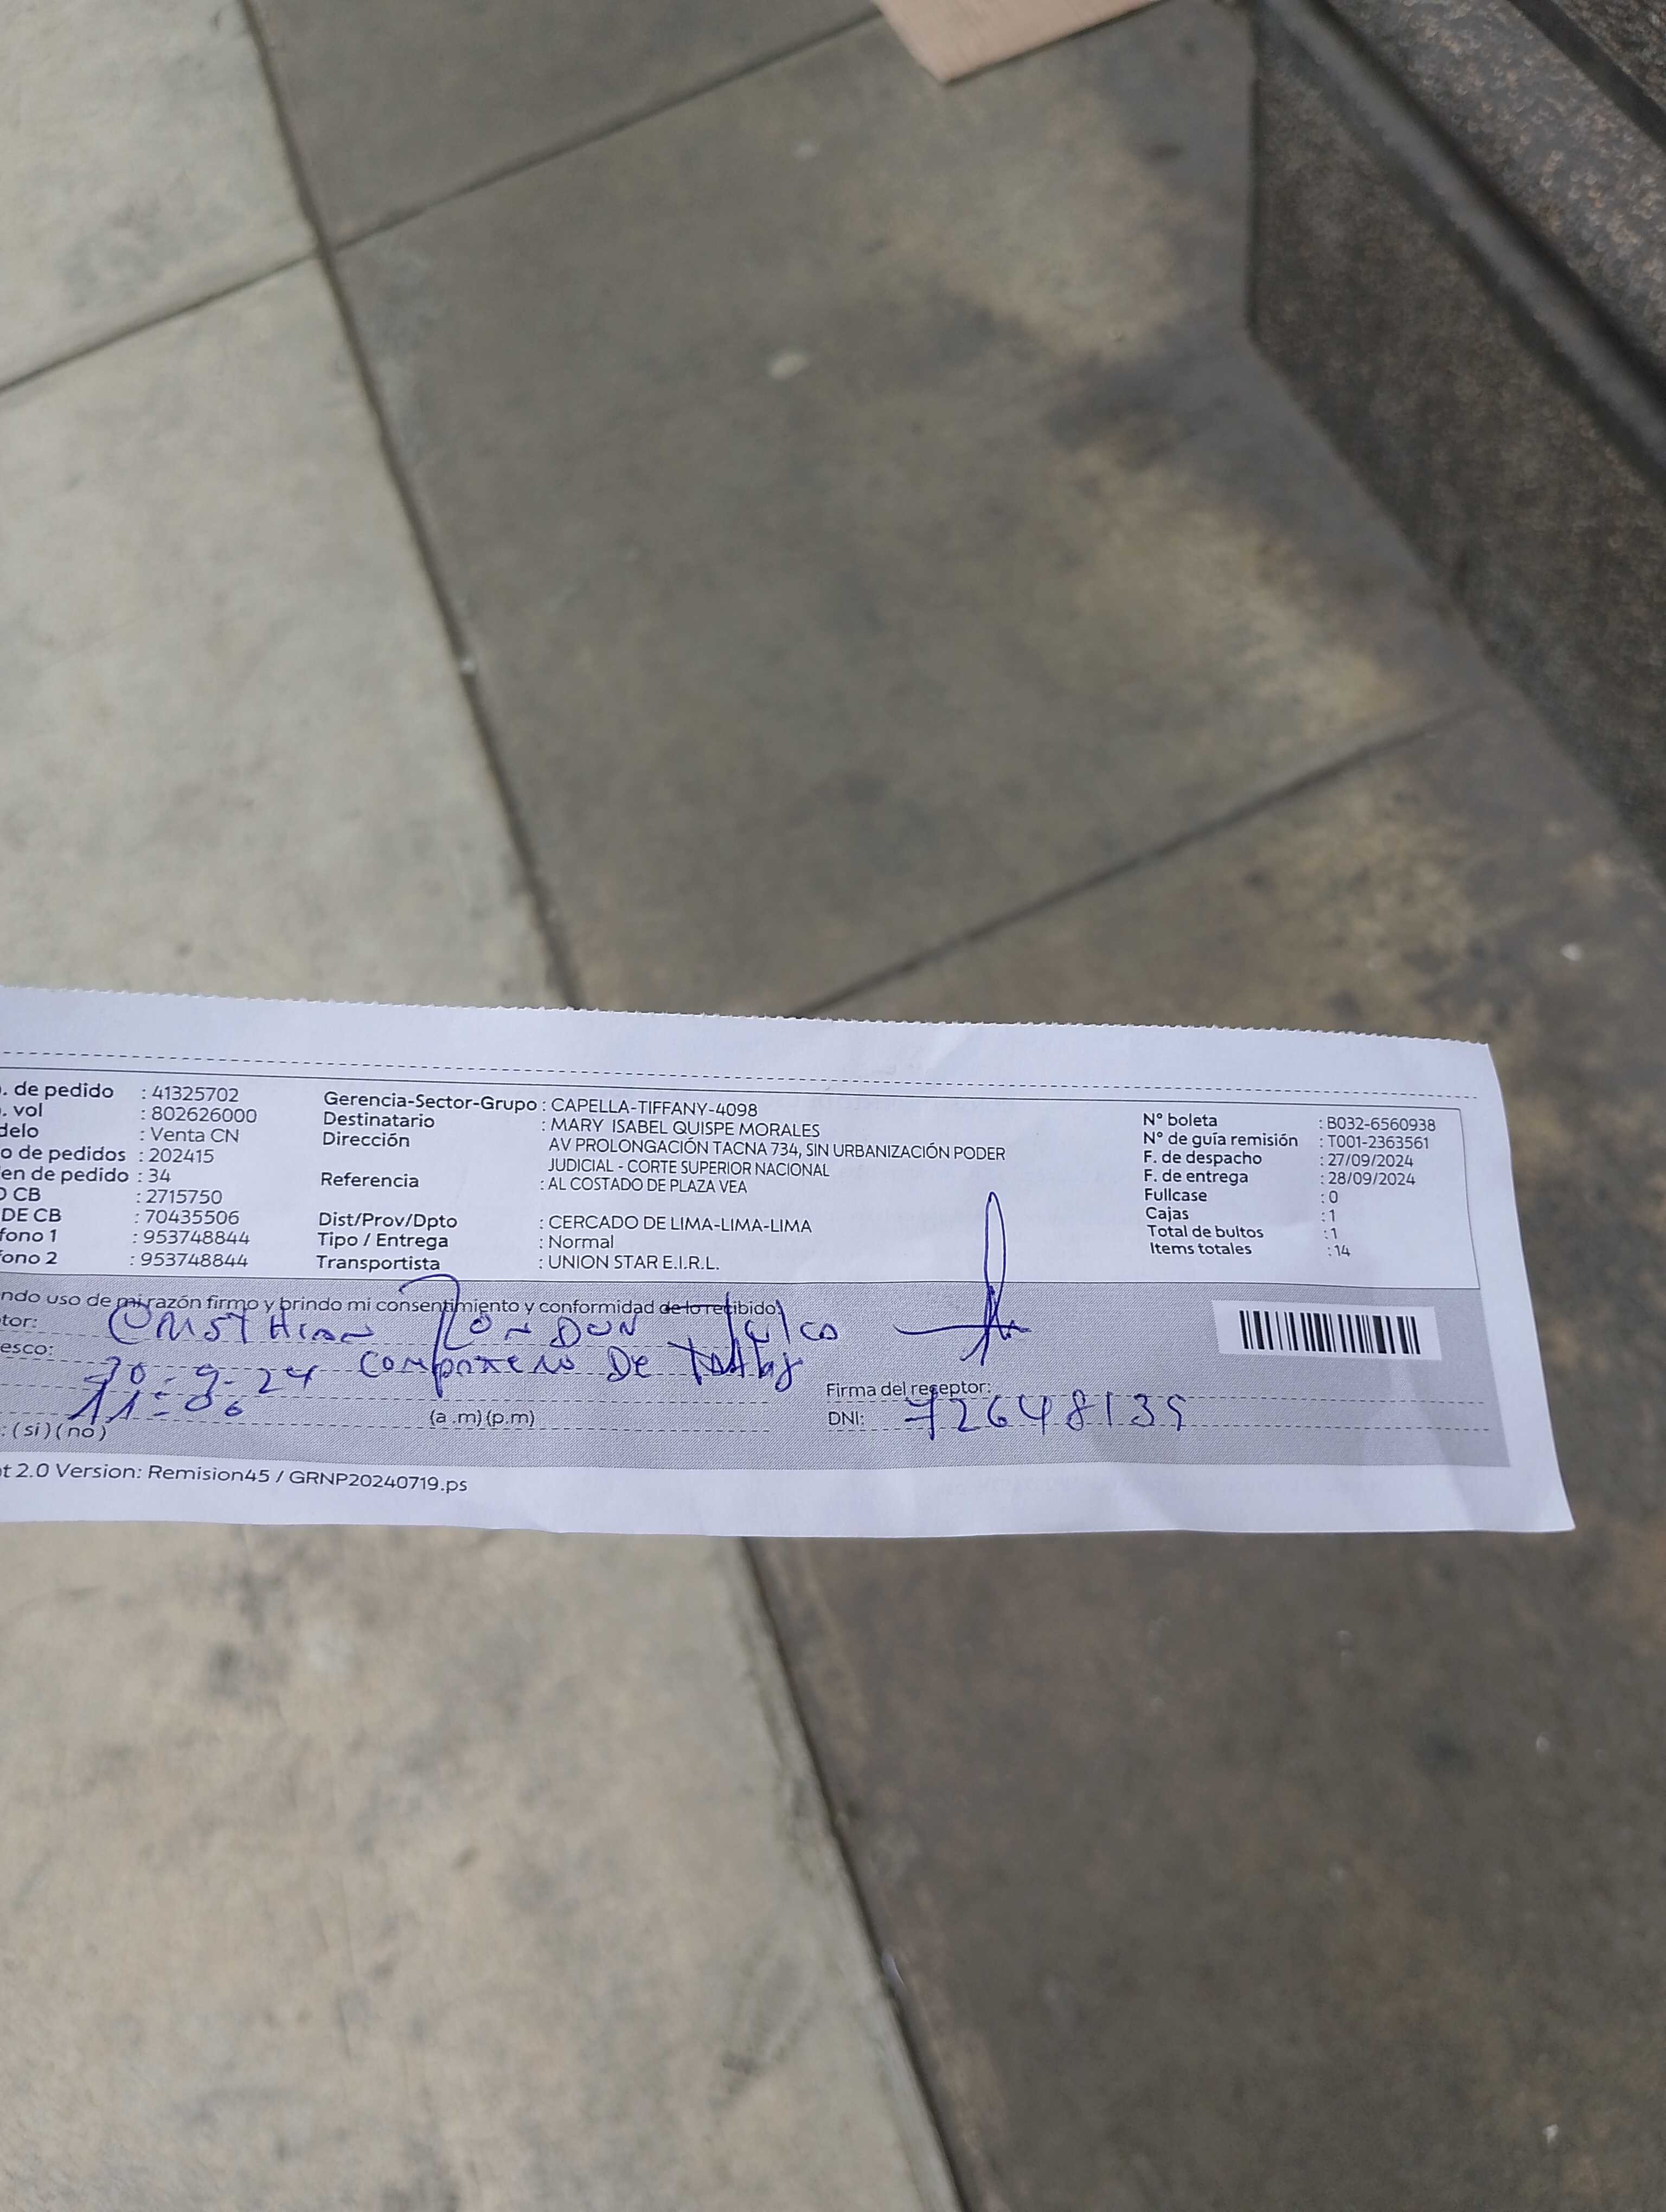 . de pedido : 41325702
. vol : 802626000
delo : Venta CN
o de pedidos : 202415
en de pedido : 34
O CB : 2715750
DE CB : 70435506
fono 1 : 953748844
fono 2 : 953748844
Gerencia-Sector-Grupo : CAPELLA-TIFFANY-4098
Destinatario : MARY ISABEL QUISPE MORALES
Dirección AV PROLONGACIÓN TACNA 734, SIN URBANIZACIÓN PODER
JUDICIAL - CORTE SUPERIOR NACIONAL
Referencia : AL COSTADO DE PLAZA VEA
Dist/Prov/Dpto : CERCADO DE LIMA-LIMA-LIMA
Tipo / Entrega : Normal
Transportista : UNION STAR E.I.R.L.
N° boleta : B032-6560938
N° de guía remisión : T001-2363561
F. de despacho : 27/09/2024
F. de entrega : 28/09/2024
Fullcase : 0
Cajas : 1
Total de bultos : 1
Items totales : 14
ndo uso de mi razón firmo y brindo mi consentimiento y conformidad de lo recibido:
tor:
esco: De
30-9-24
11:06 (a .m) (p.m)
: (si) (no)
Firma del receptor:
DNI: 72648139
t 2.0 Version: Remision45 / GRNP20240719.ps